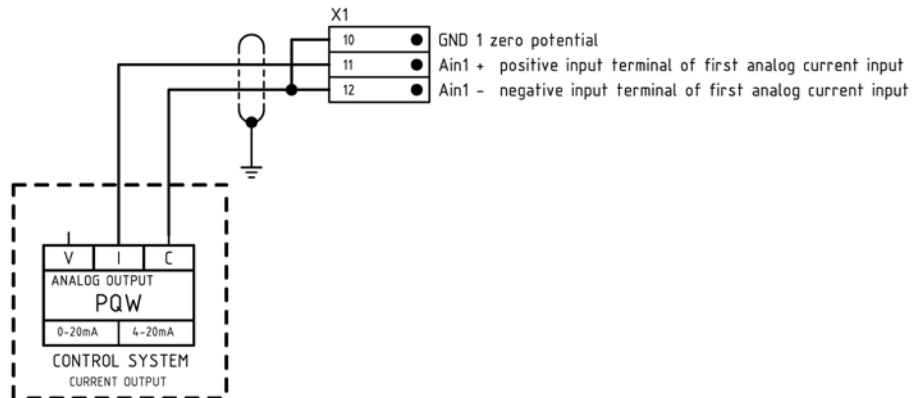 X1
10 GND 1 zero potential
11 Ain1 + positive input terminal of first analog current input
12 Ain1 - negative input terminal of first analog current input
V I C
ANALOG OUTPUT
PQW
0-20mA 4-20mA
CONTROL SYSTEM
CURRENT OUTPUT